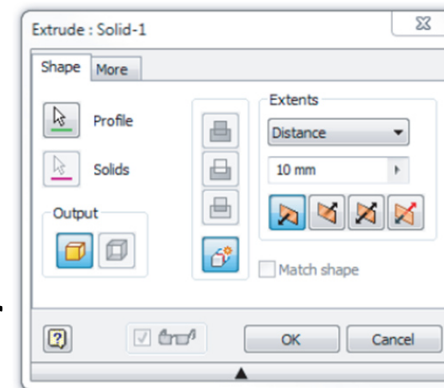 Extrude : Solid-1
Shape More
Extents
Profile
Distance
Solids
10 mm
Output
Match shape
OK Cancel